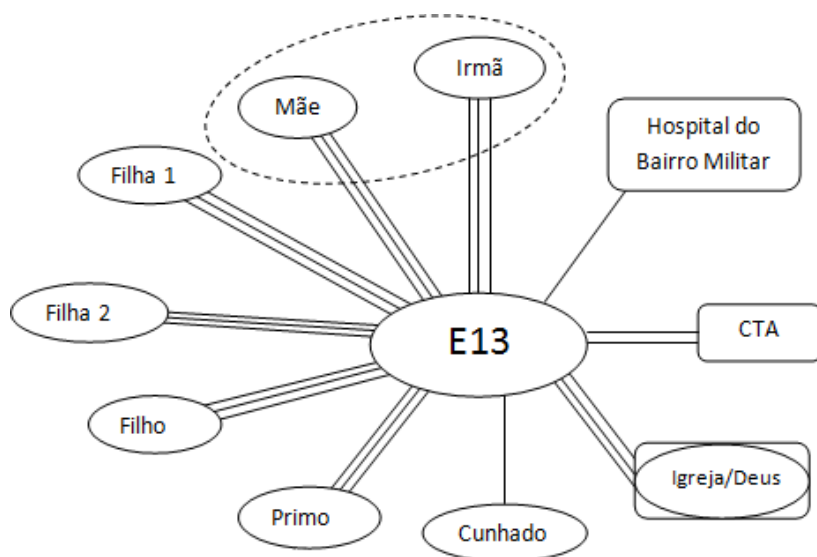 Irmã
Mãe
Hospital do
Bairro Militar
Filha 1
Filha 2
E13
CTA
Filho
Igreja/Deus
Primo
Cunhado